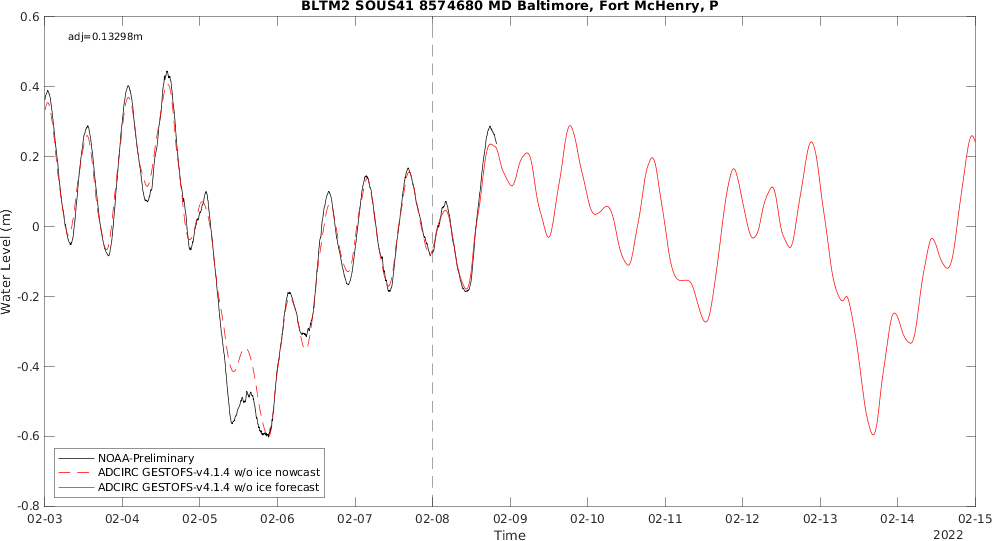 BLTM2 SOUS41 8574680 MD Baltimore, Fort McHenry, P
adj=0.13298m
Water Level (m)
0.6
0.4
0.2
0
-0.2
-0.4
-0.6
-0.8
NOAA-Preliminary
ADCIRC GESTOFS-v4.1.4 w/o ice nowcast
ADCIRC GESTOFS-v4.1.4 w/o ice forecast
02-03 02-04 02-05 02-06 02-07 02-08 02-09 02-10 02-11 02-12 02-13 02-14 02-15
Time
2022